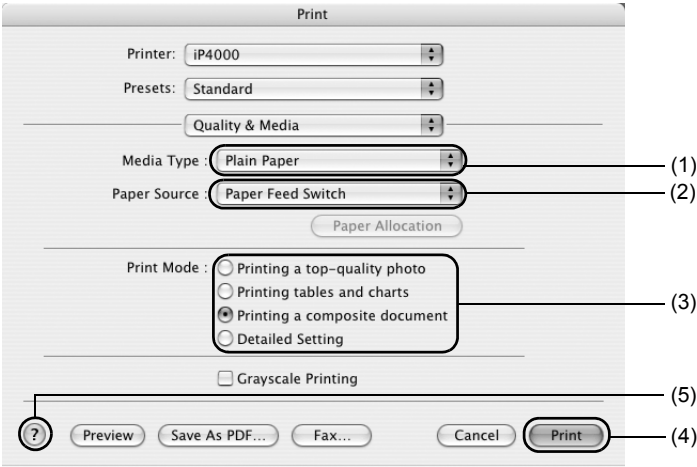 Print
Printer: iP4000
Presets: Standard
Quality & Media
Media Type : Plain Paper
(1)
Paper Source : Paper Feed Switch
(2)
Paper Allocation
Print Mode : Printing a top-quality photo
Printing tables and charts
(3)
Printing a composite document
Detailed Setting
Grayscale Printing
(5)
? Preview Save As PDF... Fax... Cancel Print
(4)